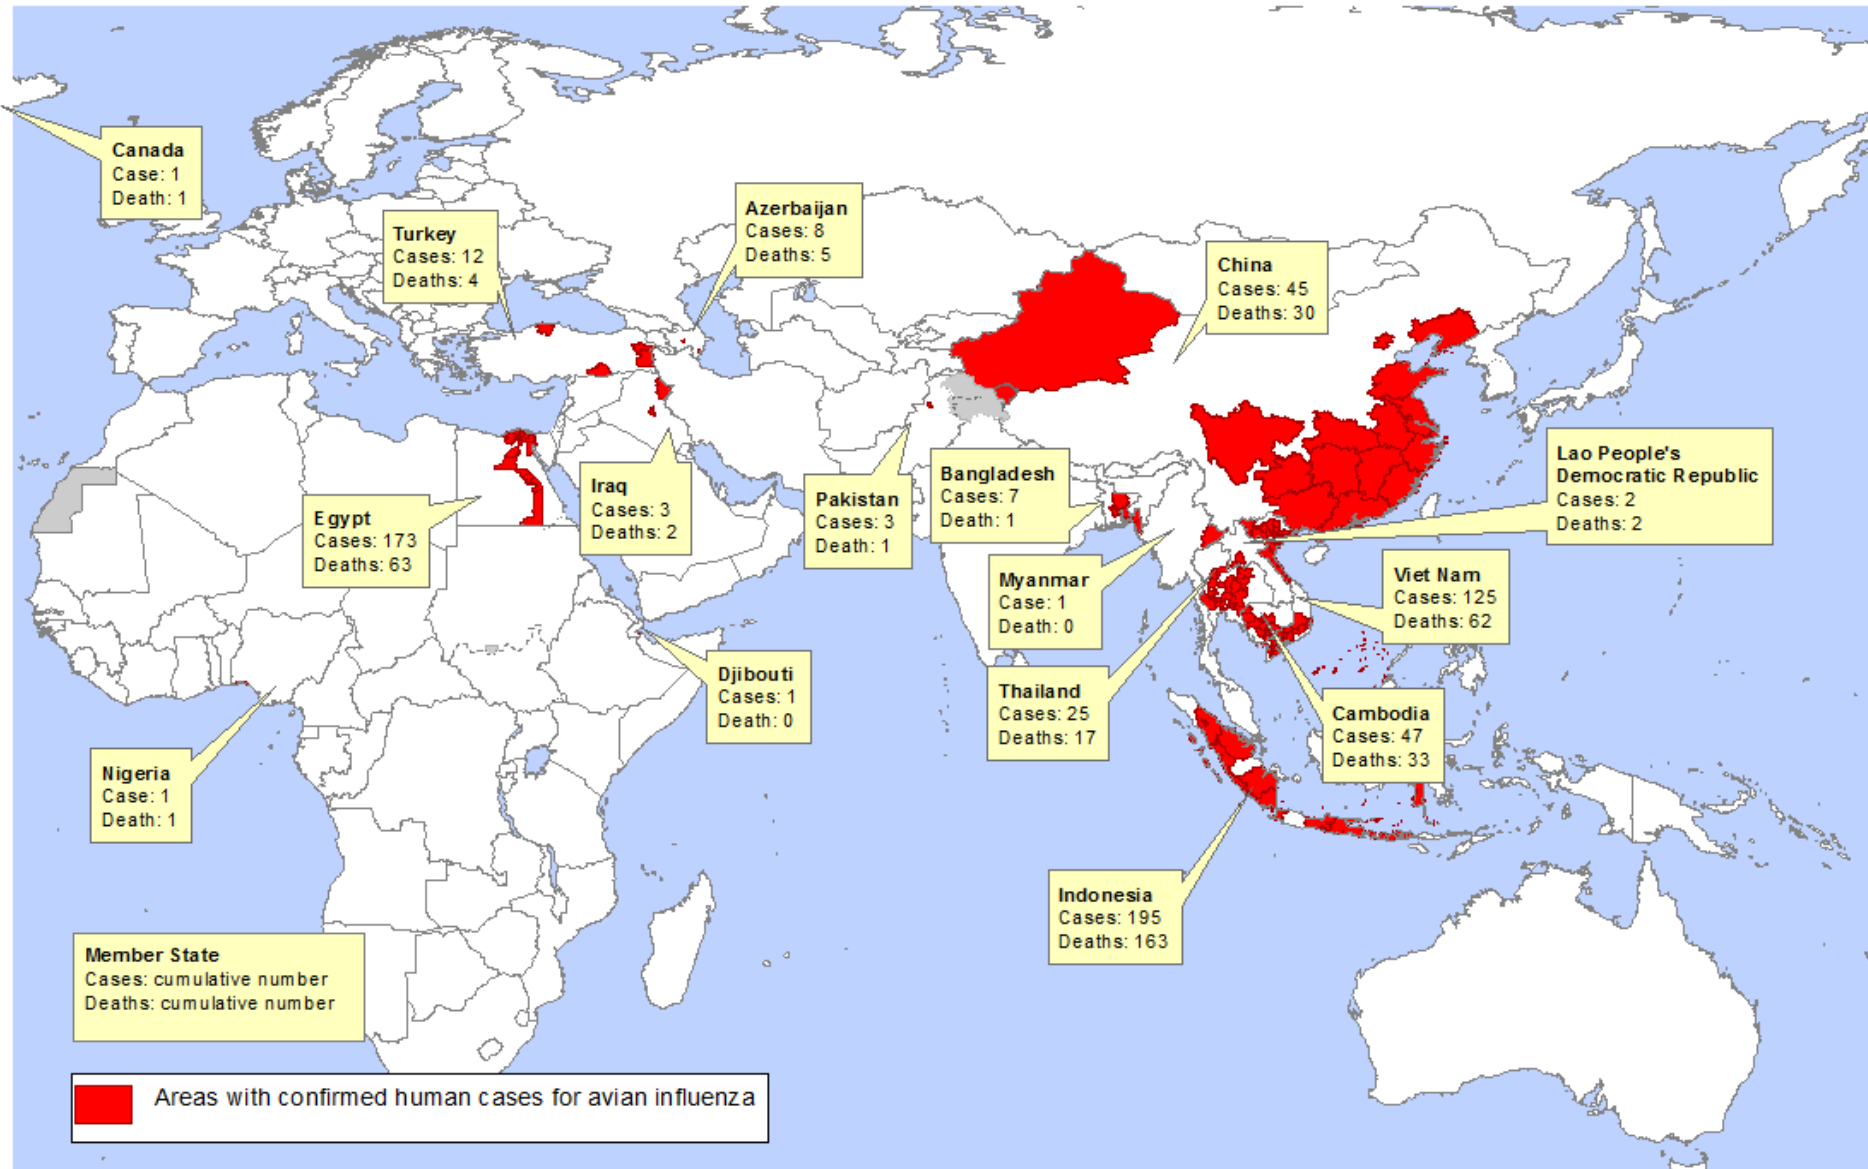 Canada
Case: 1
Death: 1
Turkey
Cases: 12
Deaths: 4
Azerbaijan
Cases: 8
Deaths: 5
China
Cases: 45
Deaths: 30
Egypt
Cases: 173
Deaths: 63
Iraq
Cases: 3
Deaths: 2
Pakistan
Cases: 3
Death: 1
Bangladesh
Cases: 7
Death: 1
Lao People's
Democratic Republic
Cases: 2
Deaths: 2
Myanmar
Case: 1
Death: 0
Viet Nam
Cases: 125
Deaths: 62
Djibouti
Cases: 1
Death: 0
Thailand
Cases: 25
Deaths: 17
Cambodia
Cases: 47
Deaths: 33
Nigeria
Case: 1
Death: 1
Indonesia
Cases: 195
Deaths: 163
Member State
Cases: cumulative number
Deaths: cumulative number
Areas with confirmed human cases for avian influenza